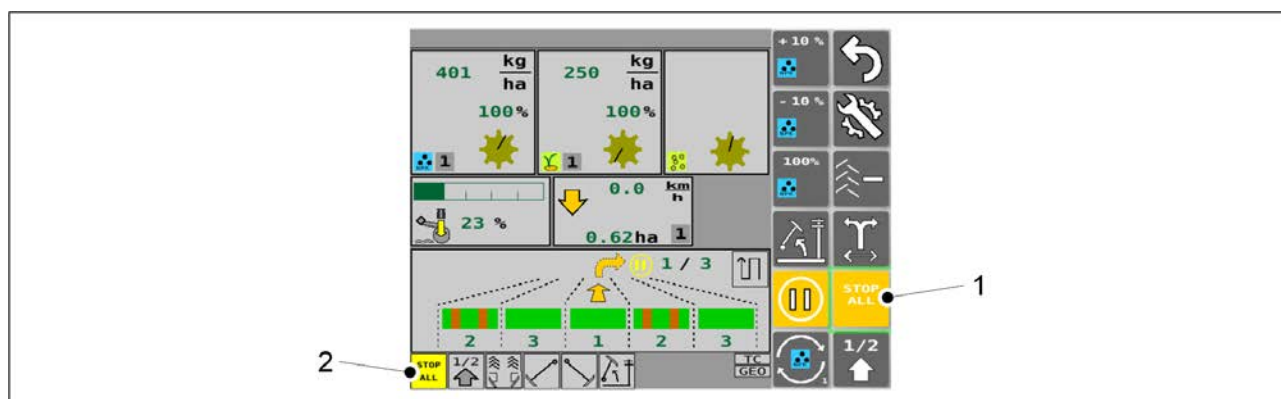 +10 %
401 kg
ha
250 kg
ha
100%
100%
- 10 %
1
1
100%
23 %
0.0 km
h
0.62ha 1
1 / 3
STOP
ALL
1
2 3 1 2 3
2
STOP
ALL
1/2
TC
GEO
1
1/2